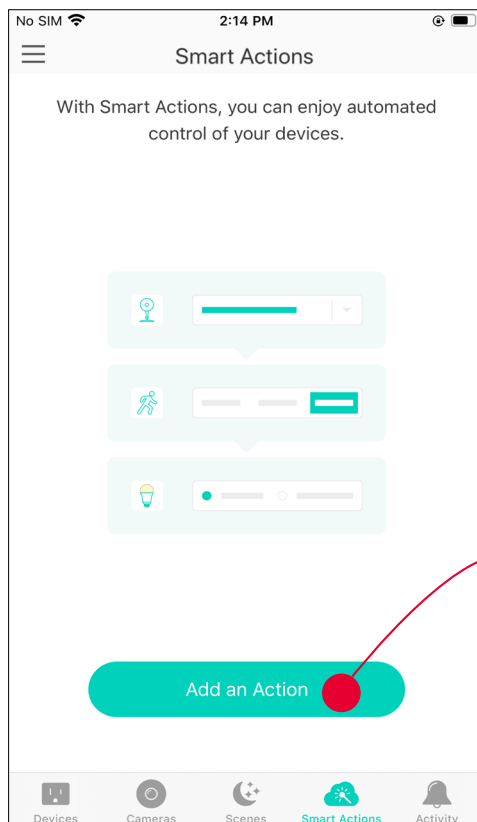 No SIM 2:14 PM
Smart Actions
With Smart Actions, you can enjoy automated
control of your devices.
Add an Action
Devices Cameras Scenes Smart Actions Activity